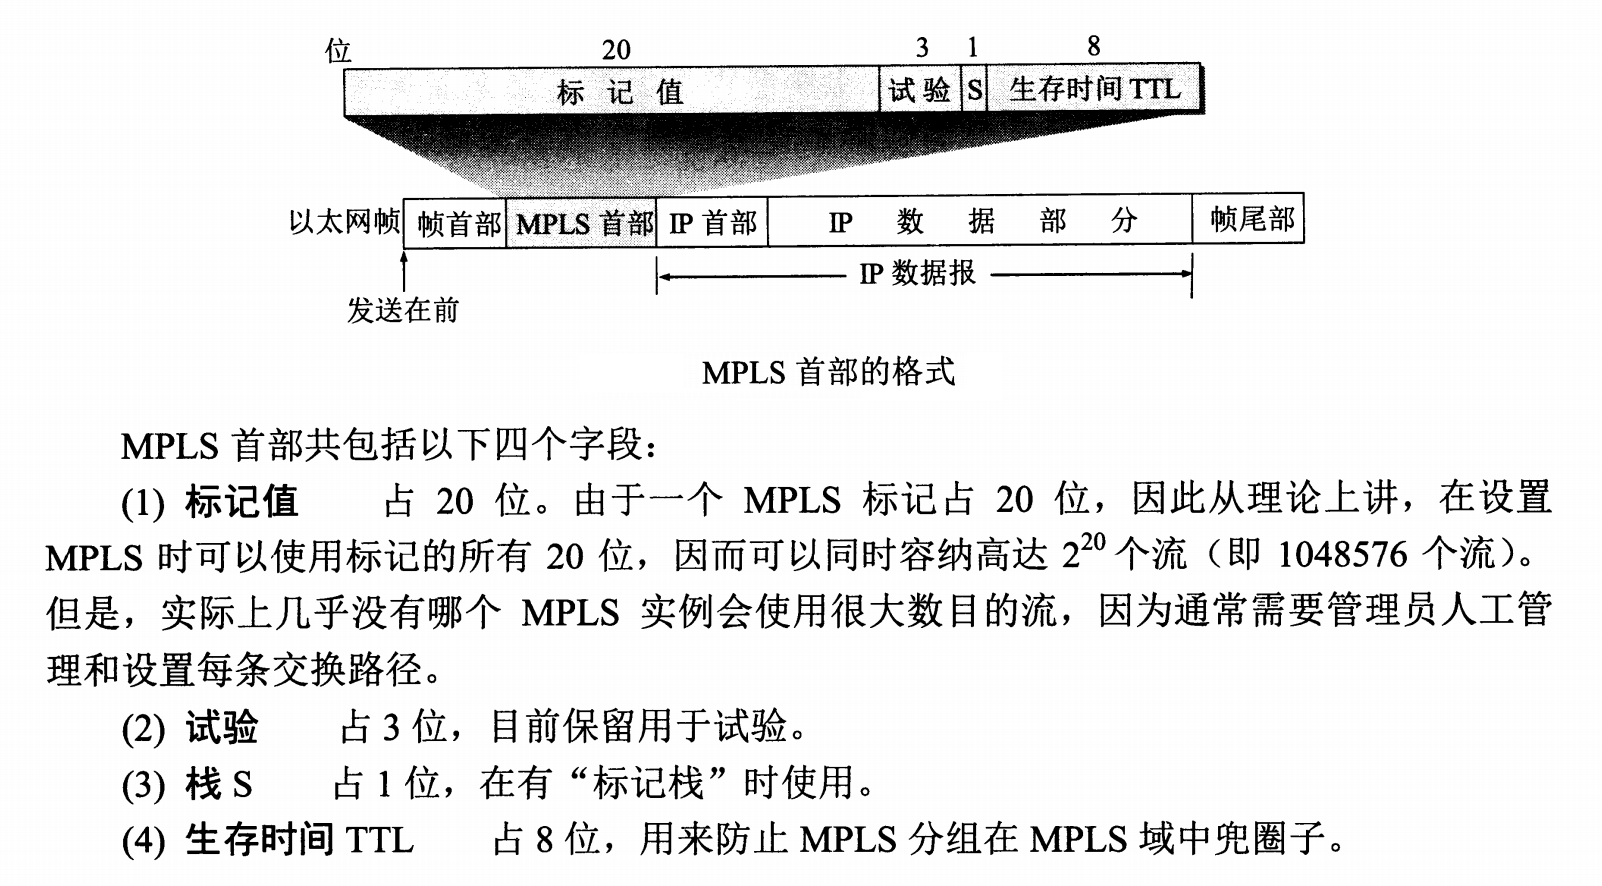 位 20 3 1 8
标记值 试验 S 生存时间 TTL
以太网帧 帧首部 MPLS 首部 IP 首部 IP 数据部分 帧尾部
IP 数据报
发送在前
MPLS 首部的格式
MPLS 首部共包括以下四个字段：
(1) 标记值 占 20 位。由于一个 MPLS 标记占 20 位，因此从理论上讲，在设置
MPLS 时可以使用标记的所有 20 位，因而可以同时容纳高达 2²⁰ 个流（即 1048576 个流）。
但是，实际上几乎没有哪个 MPLS 实例会使用很大数目的流，因为通常需要管理员人工管
理和设置每条交换路径。
(2) 试验 占 3 位，目前保留用于试验。
(3) 栈 S 占 1 位，在有“标记栈”时使用。
(4) 生存时间 TTL 占 8 位，用来防止 MPLS 分组在 MPLS 域中兜圈子。